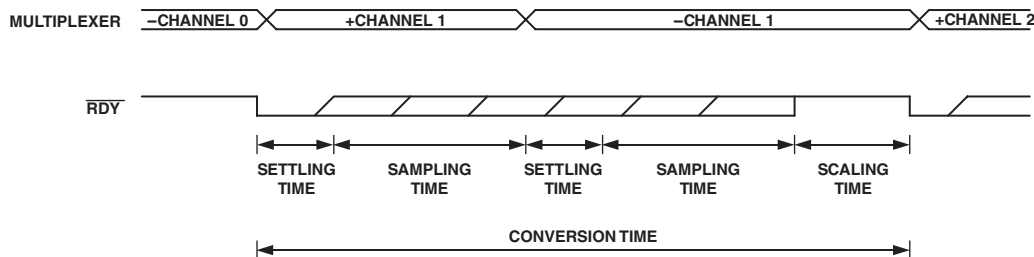 MULTIPLEXER
−CHANNEL 0
+CHANNEL 1
−CHANNEL 1
+CHANNEL 2
RDY
SETTLING
TIME
SAMPLING
TIME
SETTLING
TIME
SAMPLING
TIME
SCALING
TIME
CONVERSION TIME